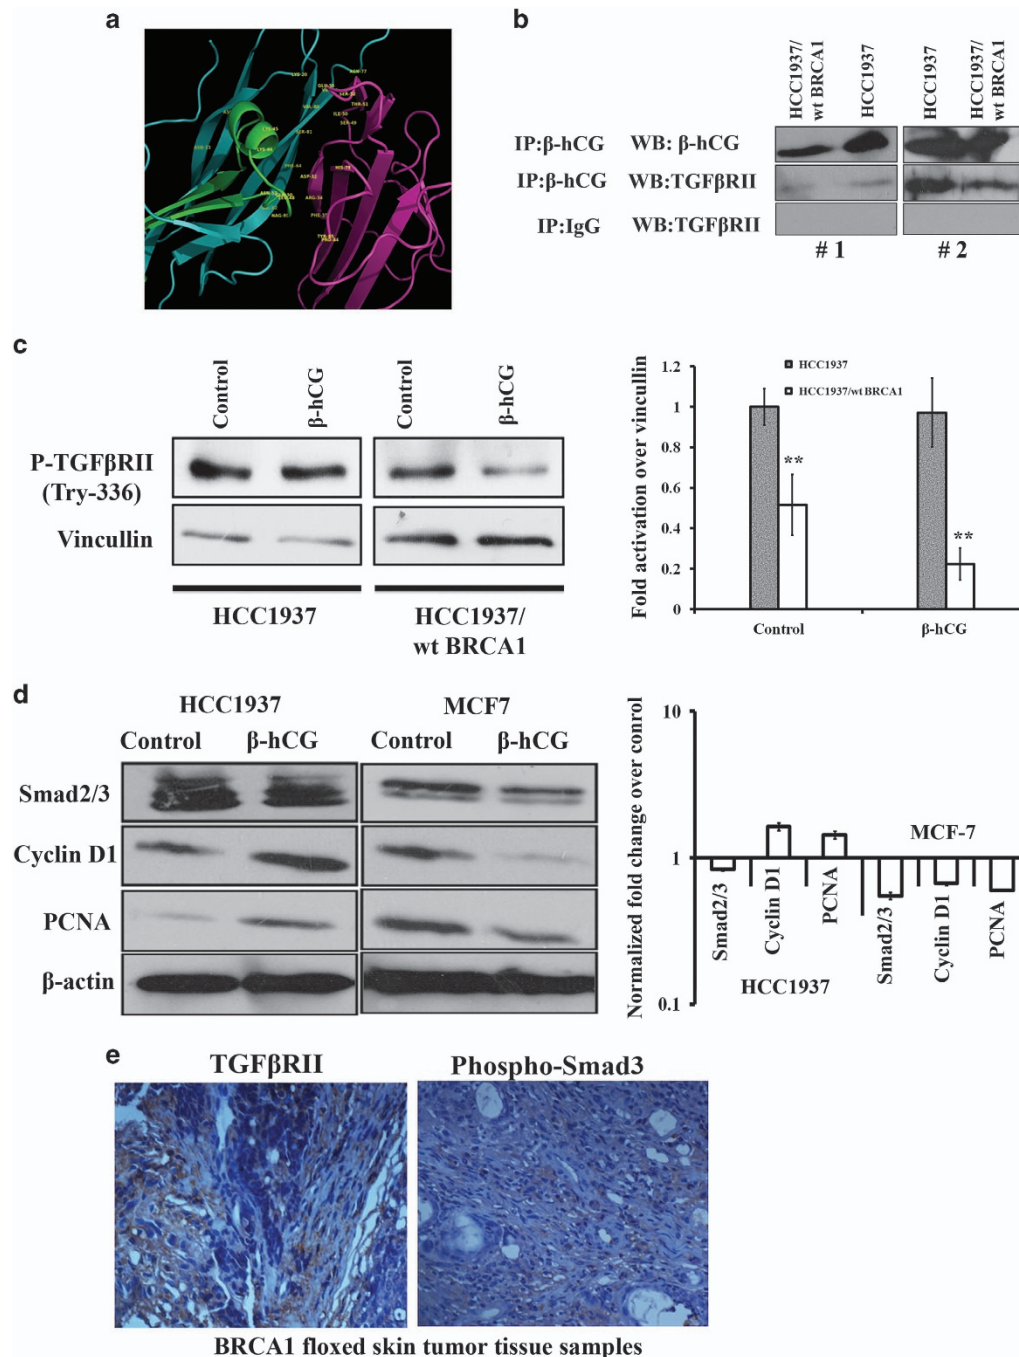 a
b
HCC1937/
wt BRCA1
HCC1937
HCC1937
HCC1937/
wt BRCA1
IP:β-hCG WB: β-hCG
IP:β-hCG WB:TGFβRII
IP:IgG WB:TGFβRII
# 1 # 2
c
Control
β-hCG
Control
β-hCG
P-TGFβRII
(Try-336)
Vincullin
HCC1937
HCC1937/
wt BRCA1
Fold activation over vincullin
1.2
1
0.8
0.6
0.4
0.2
0
HCC1937
HCC1937/wt BRCA1
**
**
Control
β-hCG
d
HCC1937 MCF7
Control β-hCG Control β-hCG
Smad2/3
Cyclin D1
PCNA
β-actin
Normalized fold change over conrol
10
1
0.1
MCF-7
Smad2/3
Cyclin D1
PCNA
Smad2/3
Cyclin D1
PCNA
HCC1937
e
TGFβRII Phospho-Smad3
BRCA1 floxed skin tumor tissue samples